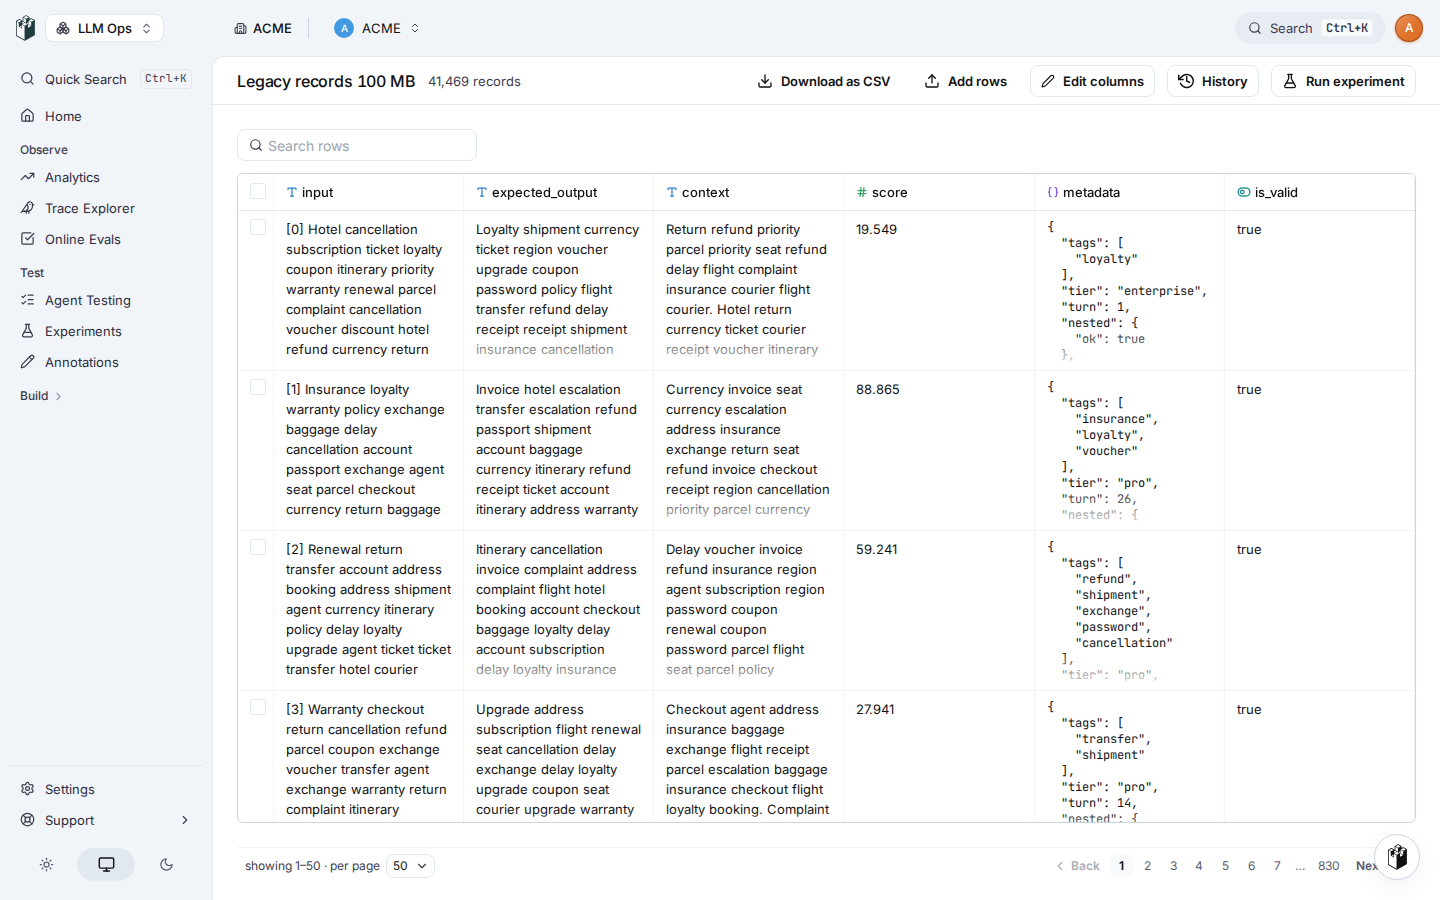 LLM Ops
ACME
A ACME
Search Ctrl+K
A
Quick Search Ctrl+K
Home
Observe
Analytics
Trace Explorer
Online Evals
Test
Agent Testing
Experiments
Annotations
Build
Settings
Support
Legacy records 100 MB 41,469 records
Download as CSV
Add rows
Edit columns
History
Run experiment
Search rows
input
expected_output
context
score
metadata
is_valid
[0] Hotel cancellation
subscription ticket loyalty
coupon itinerary priority
warranty renewal parcel
complaint cancellation
voucher discount hotel
refund currency return
Loyalty shipment currency
ticket region voucher
upgrade coupon
password policy flight
transfer refund delay
receipt receipt shipment
insurance cancellation
Return refund priority
parcel priority seat refund
delay flight complaint
insurance courier flight
courier. Hotel return
currency ticket courier
receipt voucher itinerary
19.549
{
"tags": [
"loyalty"
],
"tier": "enterprise",
"turn": 1,
"nested": {
"ok": true
},
true
[1] Insurance loyalty
warranty policy exchange
baggage delay
cancellation account
passport exchange agent
seat parcel checkout
currency return baggage
Invoice hotel escalation
transfer escalation refund
passport shipment
account baggage
currency itinerary refund
receipt ticket account
itinerary address warranty
Currency invoice seat
currency escalation
address insurance
exchange return seat
refund invoice checkout
receipt region cancellation
priority parcel currency
88.865
{
"tags": [
"insurance",
"loyalty",
"voucher"
],
"tier": "pro",
"turn": 26,
"nested": {
true
[2] Renewal return
transfer account address
booking address shipment
agent currency itinerary
policy delay loyalty
upgrade agent ticket ticket
transfer hotel courier
Itinerary cancellation
invoice complaint address
complaint flight hotel
booking account checkout
baggage loyalty delay
account subscription
delay loyalty insurance
Delay voucher invoice
refund insurance region
agent subscription region
password coupon
renewal coupon
password parcel flight
seat parcel policy
59.241
{
"tags": [
"refund",
"shipment",
"exchange",
"password",
"cancellation"
],
"tier": "pro",
true
[3] Warranty checkout
return cancellation refund
parcel coupon exchange
voucher transfer agent
exchange warranty return
complaint itinerary
Upgrade address
subscription flight renewal
seat cancellation delay
exchange delay loyalty
upgrade coupon seat
courier upgrade warranty
Checkout agent address
insurance baggage
exchange flight receipt
parcel escalation baggage
insurance checkout flight
loyalty booking. Complaint
27.941
{
"tags": [
"transfer",
"shipment"
],
"tier": "pro",
"turn": 14,
"nested": {
true
showing 1–50 · per page 50
Back 1 2 3 4 5 6 7 ... 830